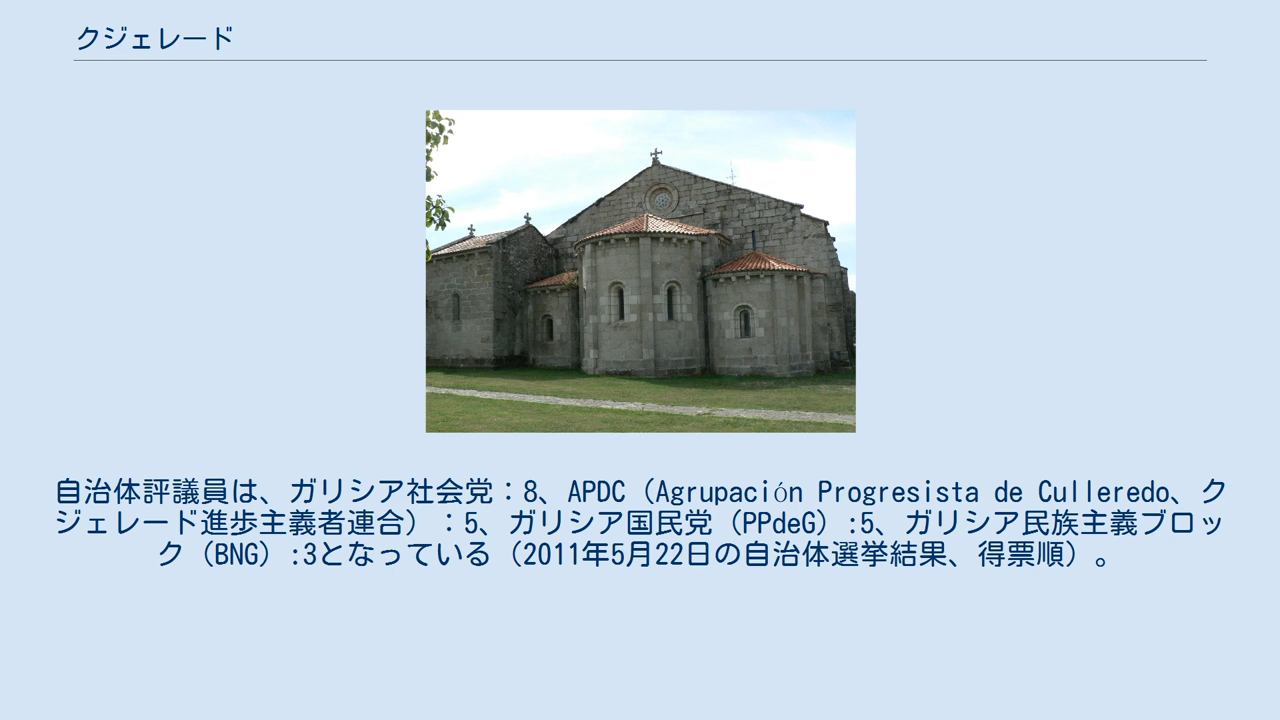 クジェレード
自治体評議員は、ガリシア社会党：8、APDC（Agrupación Progresista de Culleredo、ク
ジェレード進歩主義者連合）：5、ガリシア国民党（PPdeG）:5、ガリシア民族主義ブロッ
ク（BNG）:3となっている（2011年5月22日の自治体選挙結果、得票順）。